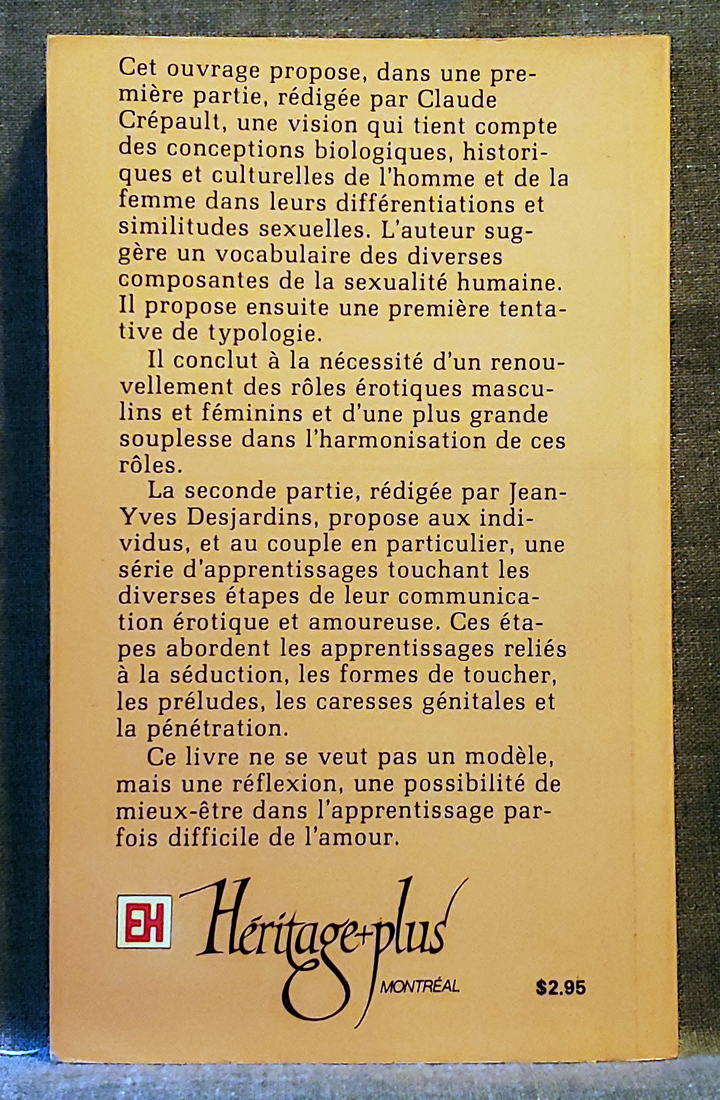 Cet ouvrage propose, dans une pre-
mière partie, rédigée par Claude
Crépault, une vision qui tient compte
des conceptions biologiques, histori-
ques et culturelles de l'homme et de la
femme dans leurs différentiations et
similitudes sexuelles. L'auteur sug-
gère un vocabulaire des diverses
composantes de la sexualité humaine.
Il propose ensuite une première tenta-
tive de typologie.
Il conclut à la nécessité d'un renou-
vellement des rôles érotiques mascu-
lins et féminins et d'une plus grande
souplesse dans l'harmonisation de ces
rôles.
La seconde partie, rédigée par Jean-
Yves Desjardins, propose aux indi-
vidus, et au couple en particulier, une
série d'apprentissages touchant les
diverses étapes de leur communica-
tion érotique et amoureuse. Ces éta-
pes abordent les apprentissages reliés
à la séduction, les formes de toucher,
les préludes, les caresses génitales et
la pénétration.
Ce livre ne se veut pas un modèle,
mais une réflexion, une possibilité de
mieux-être dans l'apprentissage par-
fois difficile de l'amour.
EH Héritage+plus
MONTRÉAL
$2.95